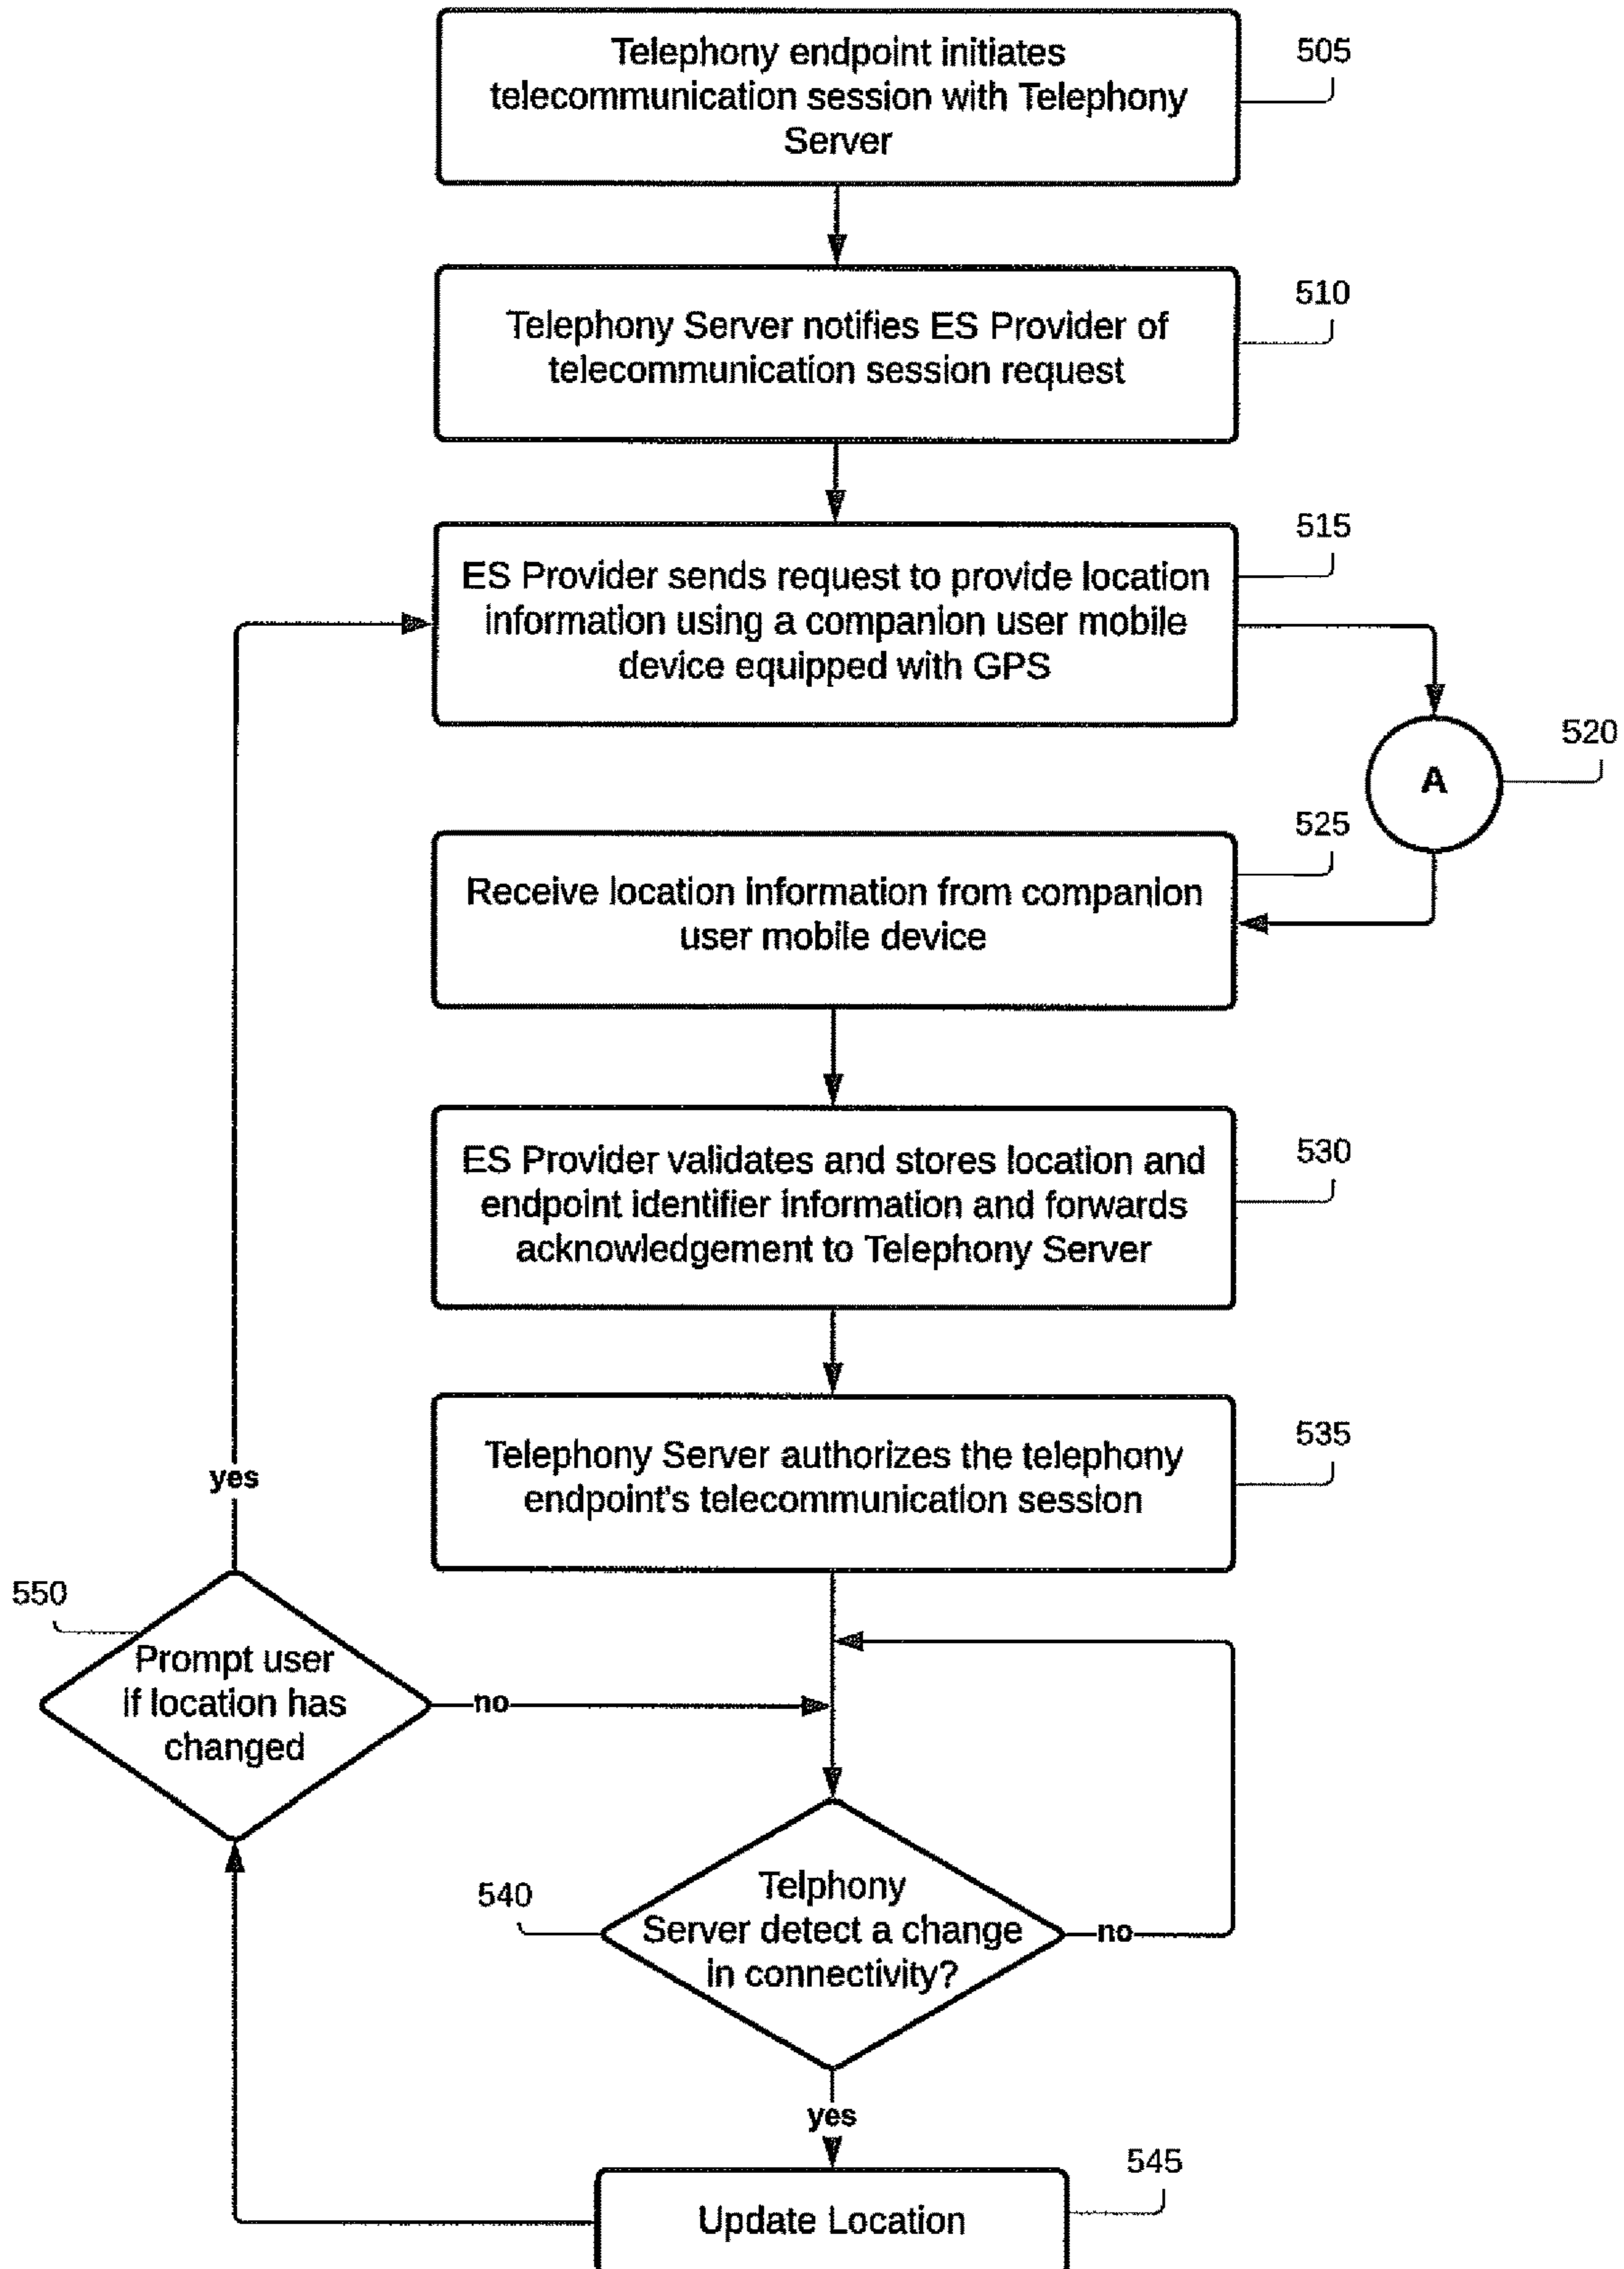 Telephony endpoint initiates
telecommunication session with Telephony
Server
505
Telephony Server notifies ES Provider of
telecommunication session request
510
ES Provider sends request to provide location
information using a companion user mobile
device equipped with GPS
515
A
520
Receive location information from companion
user mobile device
525
ES Provider validates and stores location and
endpoint identifier information and forwards
acknowledgement to Telephony Server
530
Telephony Server authorizes the telephony
endpoint's telecommunication session
535
yes
550
Prompt user
if location has
changed
no
540
Telphony
Server detect a change
in connectivity?
no
yes
545
Update Location